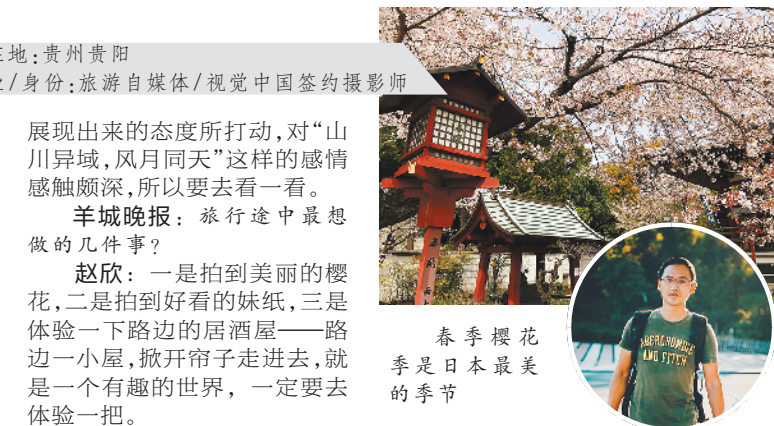 地:贵州贵阳
/身份:旅游自媒体/视觉中国签约摄影师
展现出来的态度所打动,对“山
川异域,风月同天”这样的感情
感触颇深,所以要去看一看。
羊城晚报:旅行途中最想
做的几件事?
赵欣:一是拍到美丽的樱
花,二是拍到好看的妹纸,三是
体验一下路边的居酒屋——路
边一小屋,掀开帘子走进去,就
是一个有趣的世界,一定要去
体验一把。
春季樱花
季是日本最美
的季节
ABERCROMBIE
AND FITCH